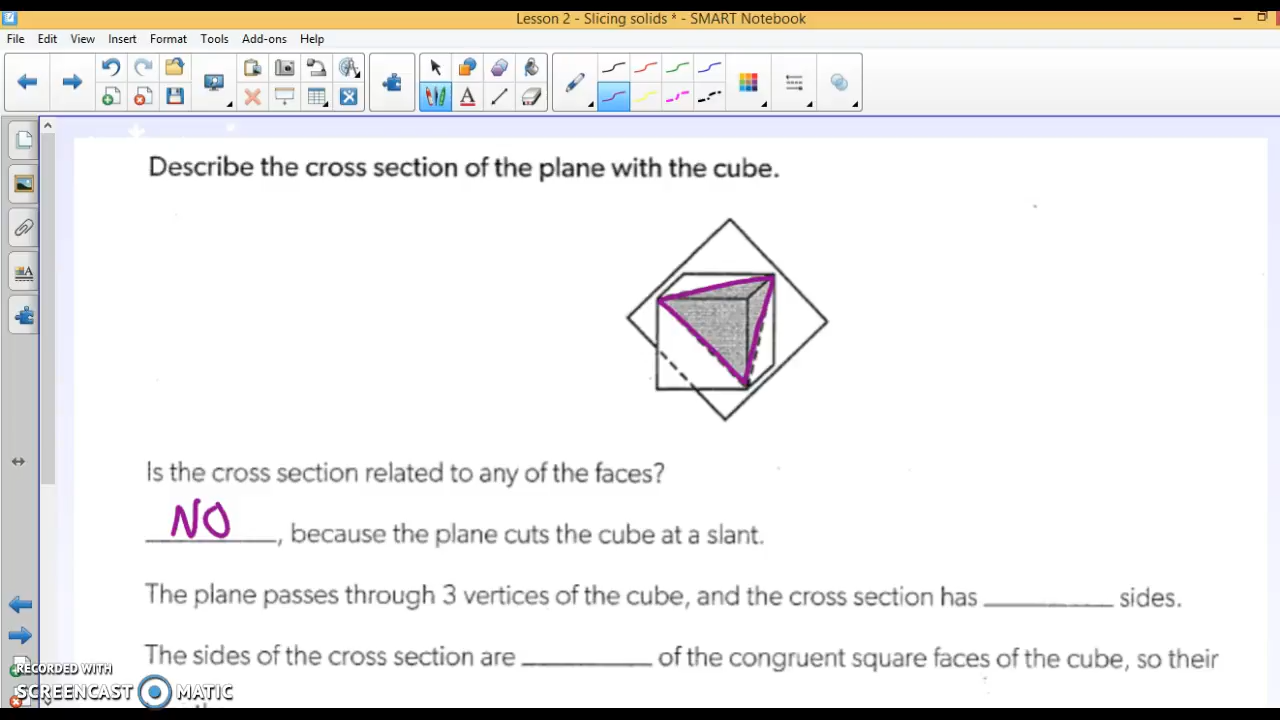 Lesson 2 - Slicing solids * - SMART Notebook
File Edit View Insert Format Tools Add-ons Help
Describe the cross section of the plane with the cube.
Is the cross section related to any of the faces?
NO, because the plane cuts the cube at a slant.
The plane passes through 3 vertices of the cube, and the cross section has ________ sides.
The sides of the cross section are ________ of the congruent square faces of the cube, so their
RECORDED WITH
SCREENCAST MATIC